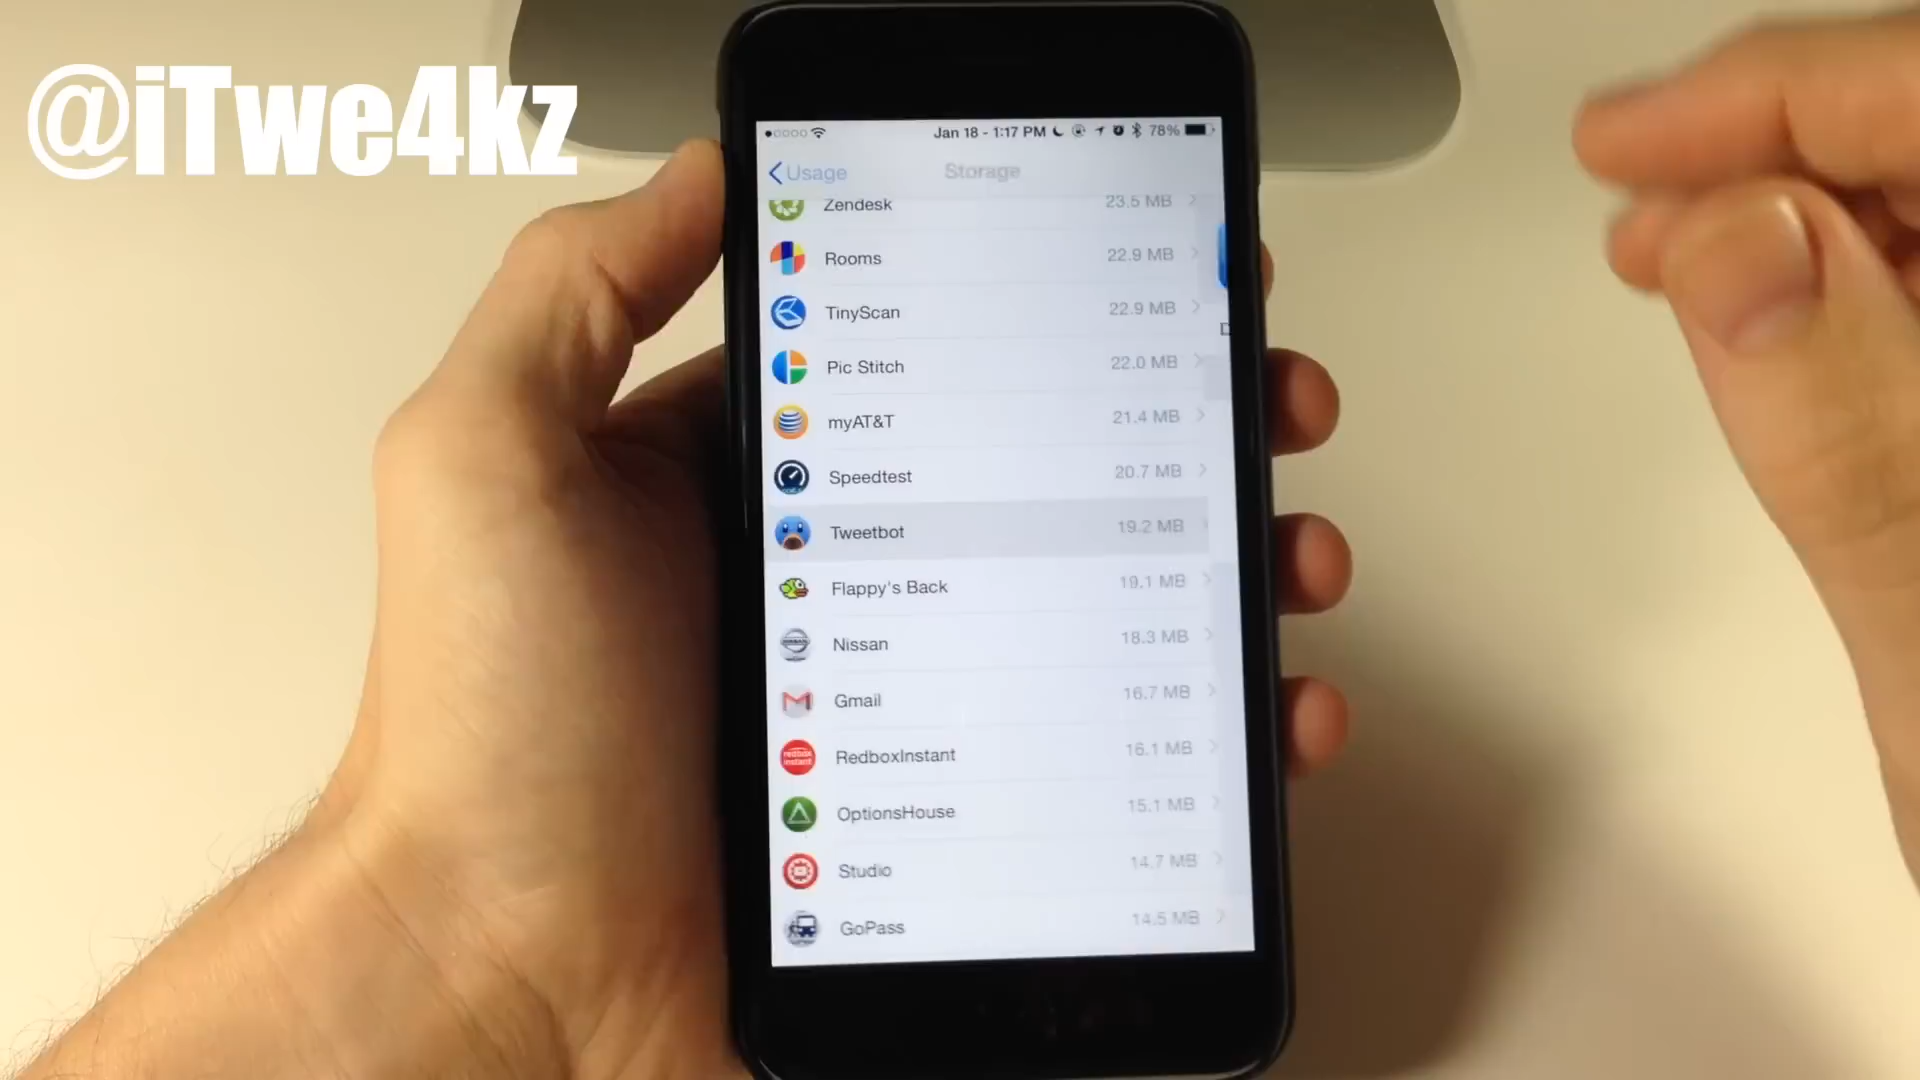 @iTwe4kz
Jan 18 - 1:17 PM 78%
Usage Storage
Zendesk 23.5 MB
Rooms 22.9 MB
TinyScan 22.9 MB
Pic Stitch 22.0 MB
myAT&T 21.4 MB
Speedtest 20.7 MB
Tweetbot 19.2 MB
Flappy's Back 19.1 MB
Nissan 18.3 MB
Gmail 16.7 MB
redbox instant RedboxInstant 16.1 MB
OptionsHouse 15.1 MB
Studio 14.7 MB
GoPass 14.5 MB